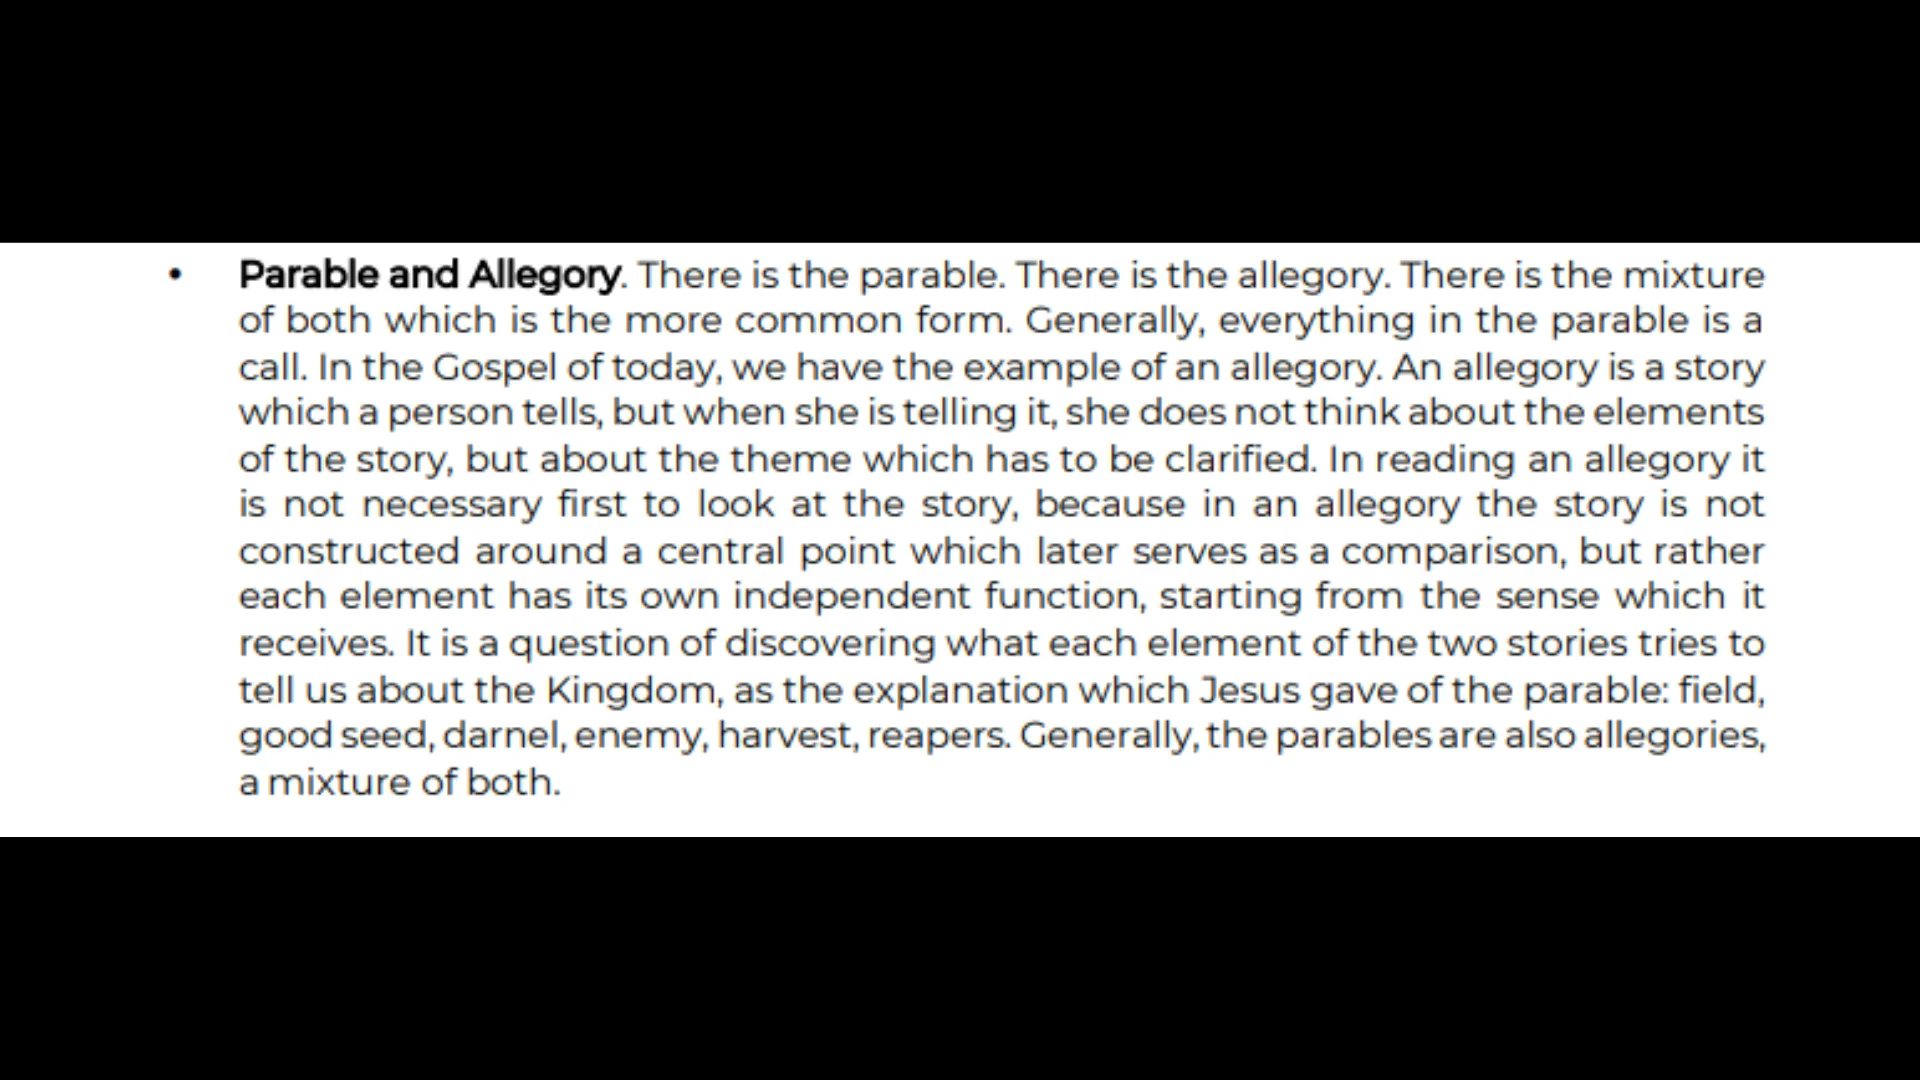 • Parable and Allegory. There is the parable. There is the allegory. There is the mixture
of both which is the more common form. Generally, everything in the parable is a
call. In the Gospel of today, we have the example of an allegory. An allegory is a story
which a person tells, but when she is telling it, she does not think about the elements
of the story, but about the theme which has to be clarified. In reading an allegory it
is not necessary first to look at the story, because in an allegory the story is not
constructed around a central point which later serves as a comparison, but rather
each element has its own independent function, starting from the sense which it
receives. It is a question of discovering what each element of the two stories tries to
tell us about the Kingdom, as the explanation which Jesus gave of the parable: field,
good seed, darnel, enemy, harvest, reapers. Generally, the parables are also allegories,
a mixture of both.